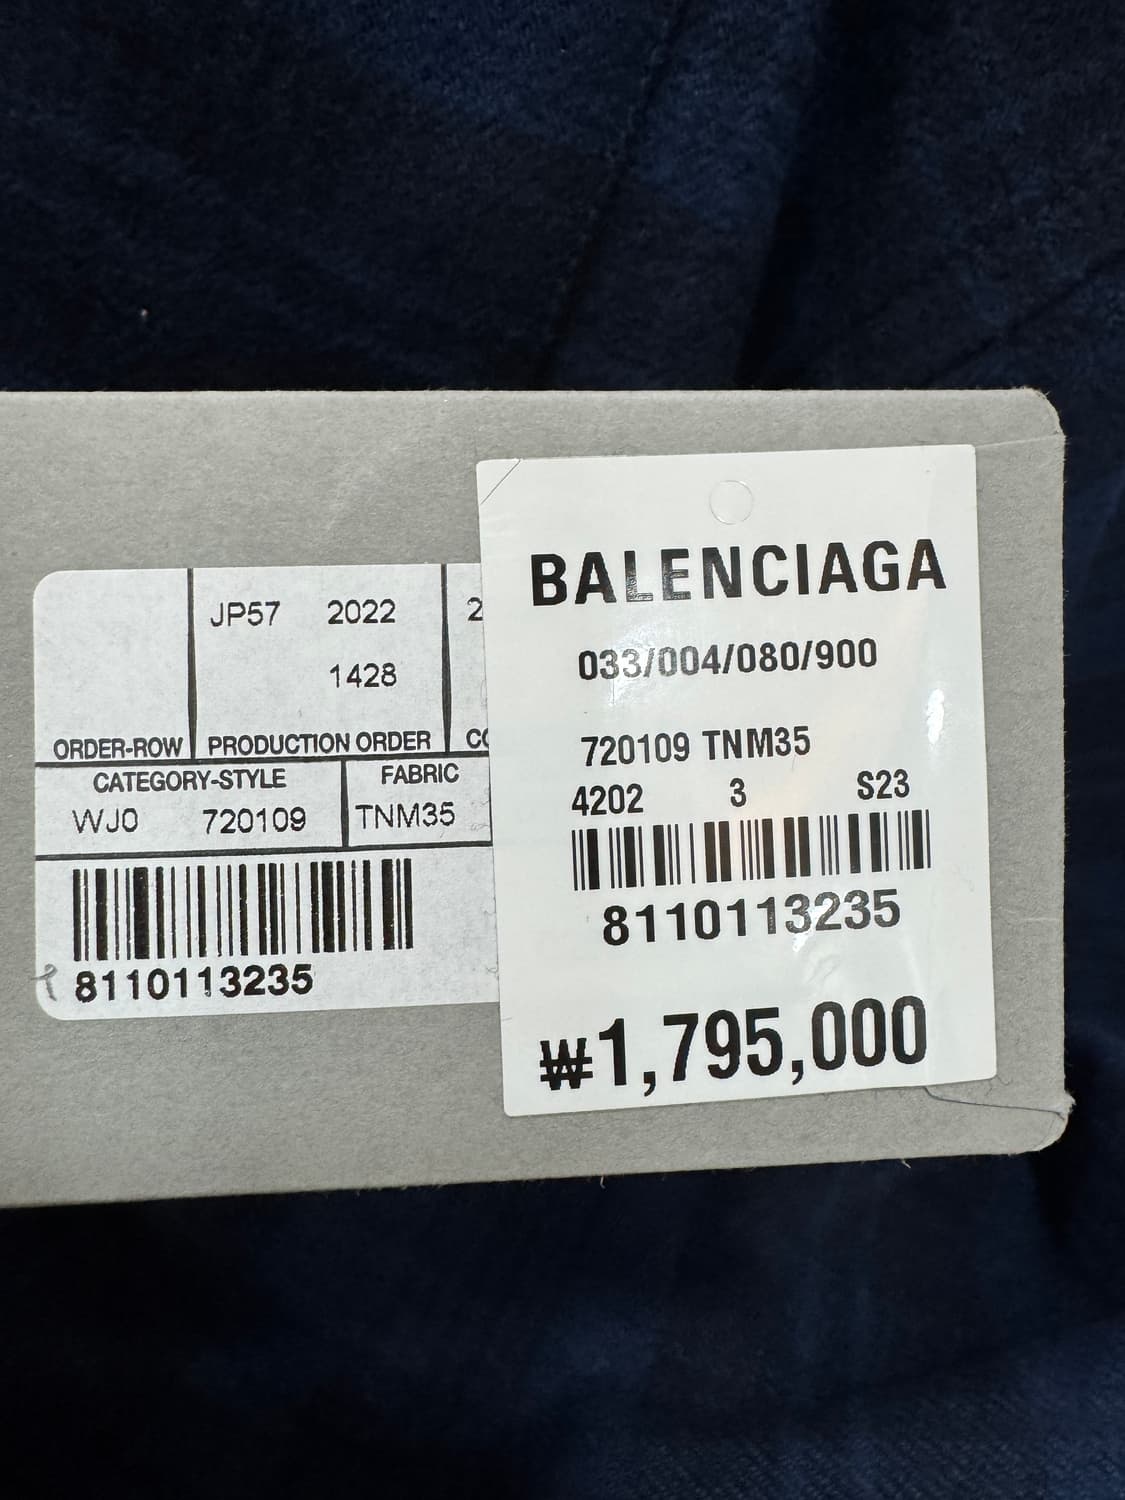 JP57 2022 2
1428
ORDER-ROW PRODUCTION ORDER
CATEGORY-STYLE FABRIC
WJ0 720109 TNM35
8110113235
BALENCIAGA
033/004/080/900
720109 TNM35
4202 3 S23
8110113235
₩1,795,000